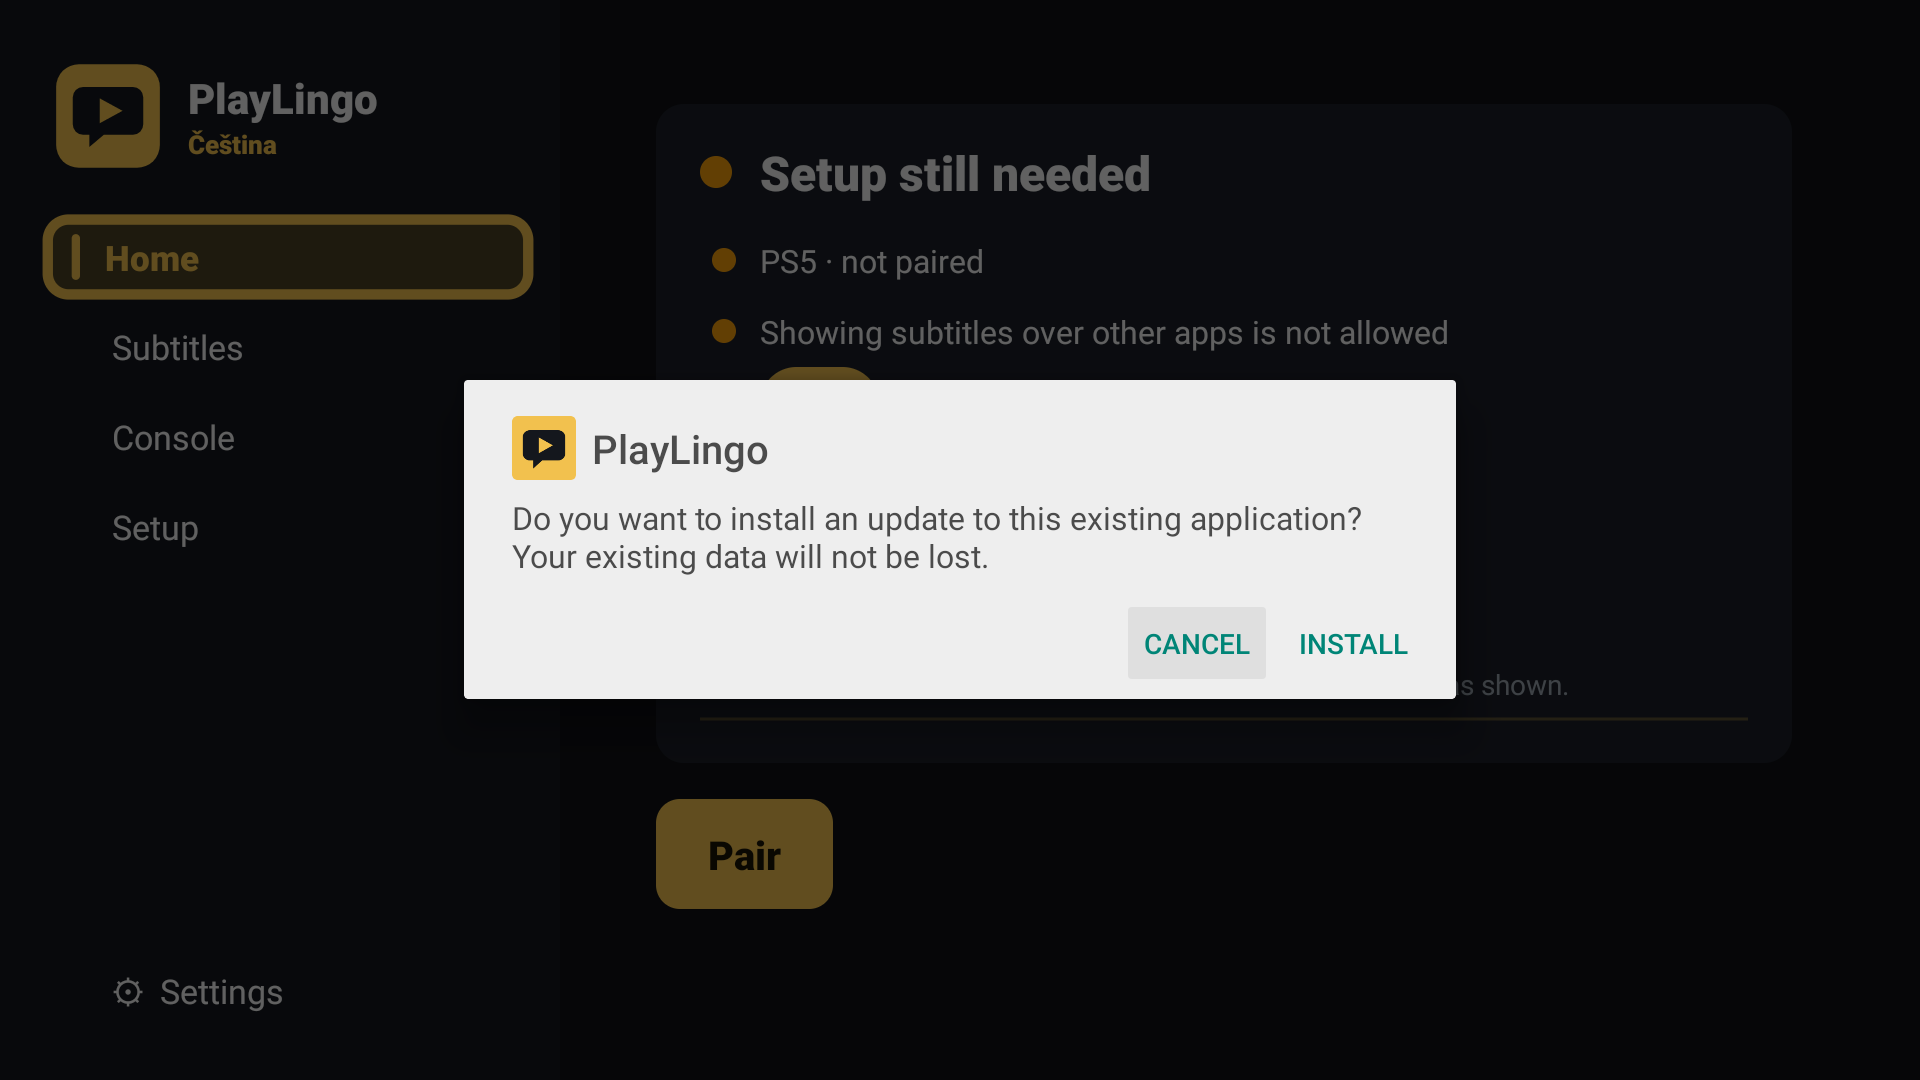 PlayLingo
Čeština
Home
Subtitles
Console
Setup
Settings
Setup still needed
PS5 · not paired
Showing subtitles over other apps is not allowed
PlayLingo
Do you want to install an update to this existing application?
Your existing data will not be lost.
CANCEL
INSTALL
shown.
Pair